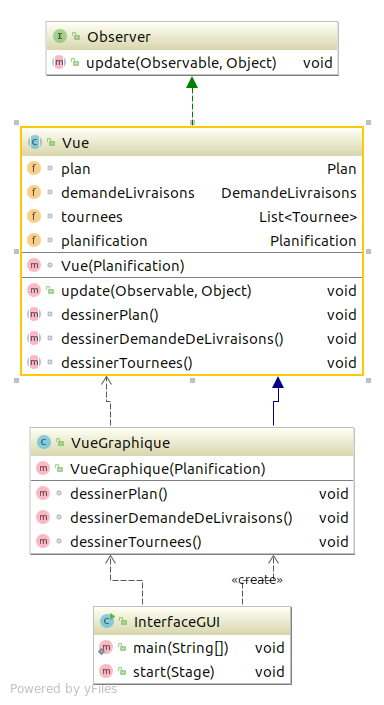 Observer
update(Observable, Object) void
Vue
plan Plan
demandeLivraisons DemandeLivraisons
tournees List<Tournee>
planification Planification
Vue(Planification)
update(Observable, Object) void
dessinerPlan() void
dessinerDemandeDeLivraisons() void
dessinerTournees() void
VueGraphique
VueGraphique(Planification)
dessinerPlan() void
dessinerDemandeDeLivraisons() void
dessinerTournees() void
«create»
InterfaceGUI
main(String[]) void
start(Stage) void
Powered by yFiles